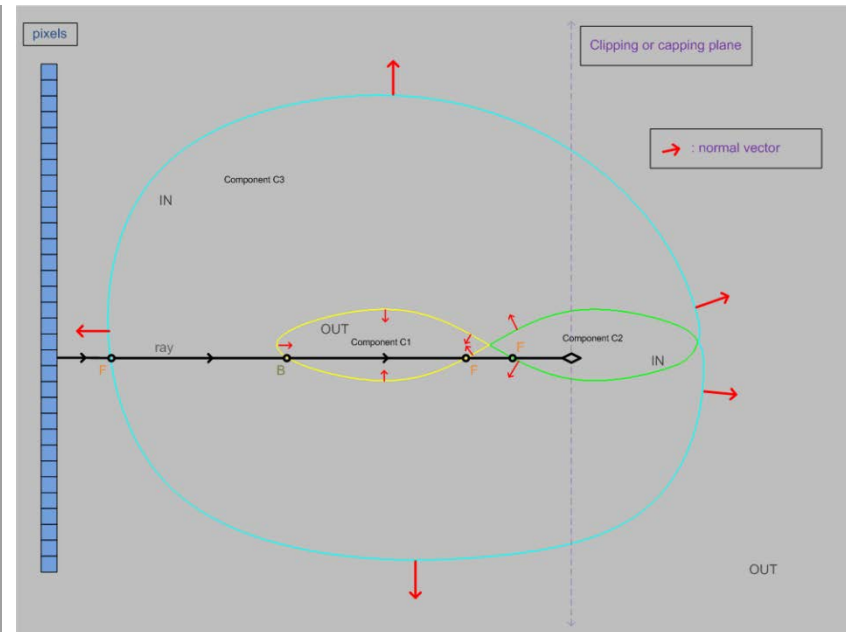 pixels
Clipping or capping plane
: normal vector
Component C3
IN
OUT
Component C1
Component C2
ray
F
IN
F
B
F
OUT